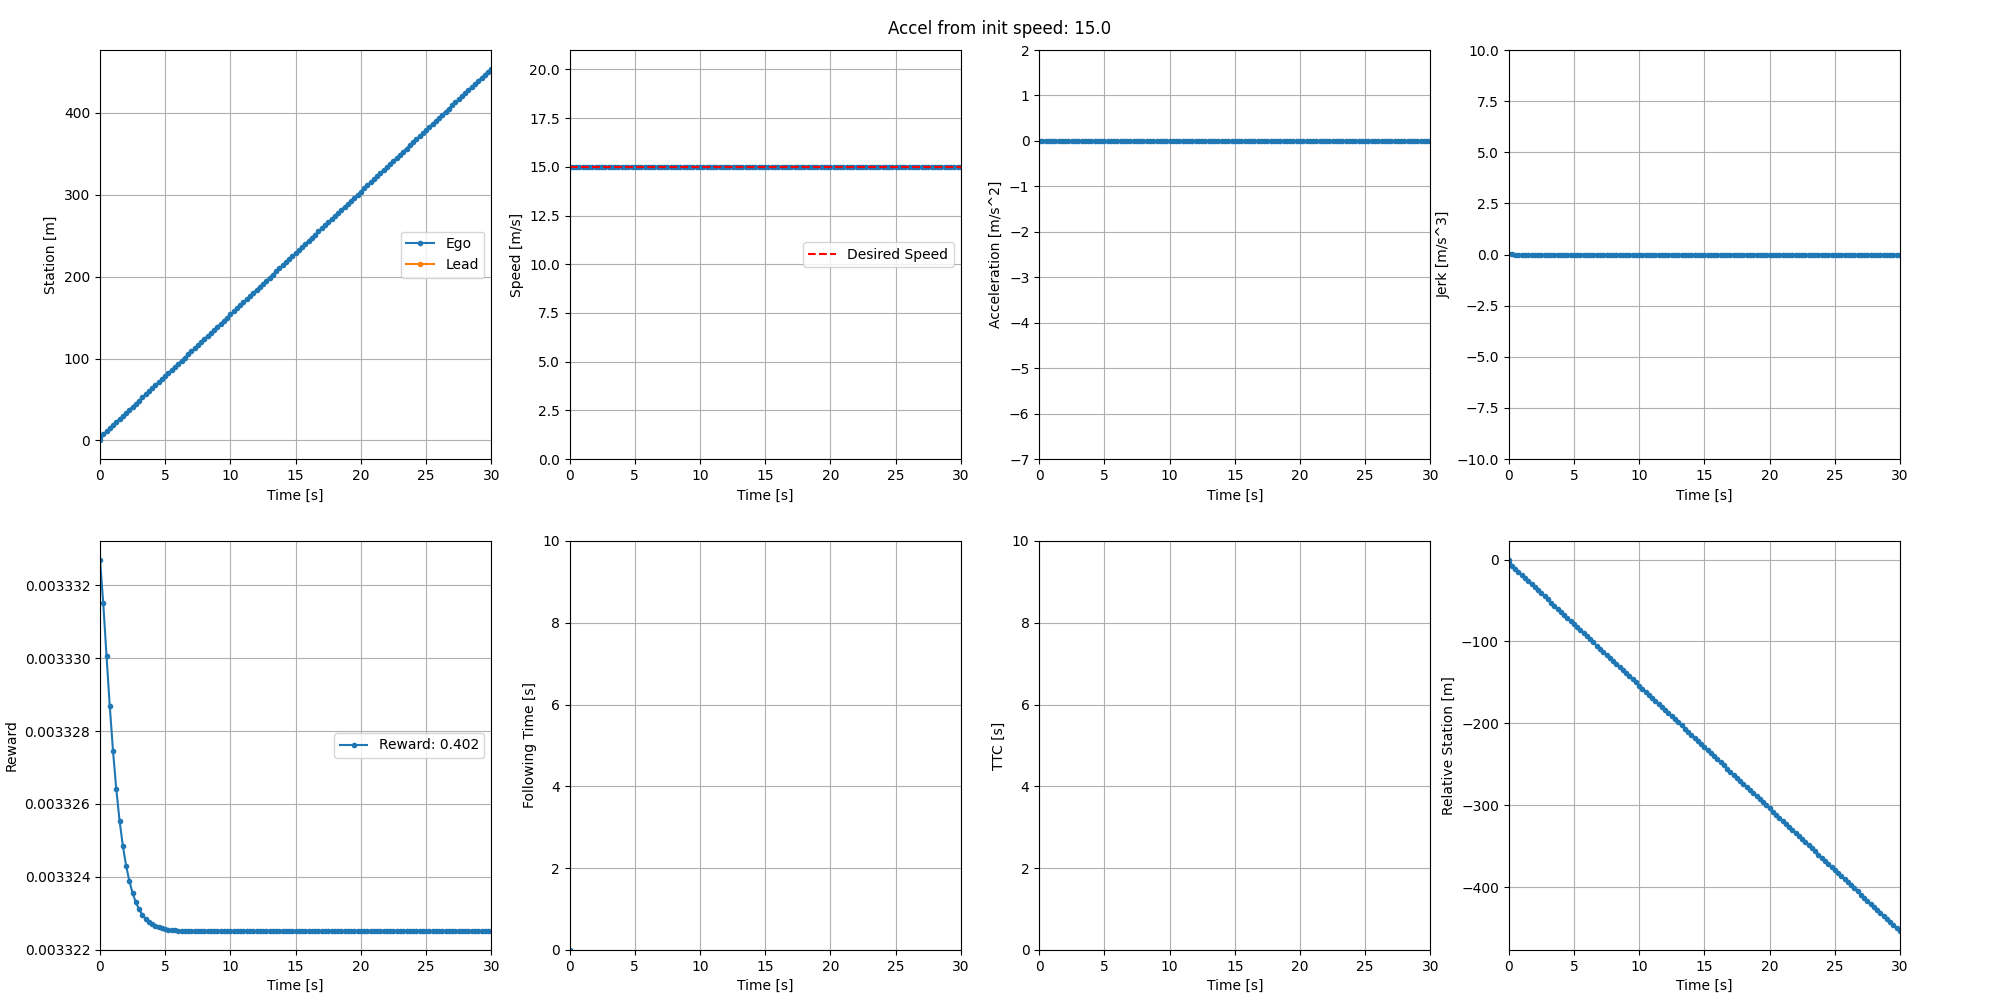 Accel from init speed: 15.0
Station [m]
400
300
200
100
0
0 5 10 15 20 25 30
Time [s]
Ego
Lead
Speed [m/s]
20.0
17.5
15.0
12.5
10.0
7.5
5.0
2.5
0.0
0 5 10 15 20 25 30
Time [s]
Desired Speed
Acceleration [m/s^2]
2
1
0
−1
−2
−3
−4
−5
−6
−7
0 5 10 15 20 25 30
Time [s]
Jerk [m/s^3]
10.0
7.5
5.0
2.5
0.0
−2.5
−5.0
−7.5
−10.0
0 5 10 15 20 25 30
Time [s]
Reward
0.003332
0.003330
0.003328
0.003326
0.003324
0.003322
0 5 10 15 20 25 30
Time [s]
Reward: 0.402
Following Time [s]
10
8
6
4
2
0
0 5 10 15 20 25 30
Time [s]
TTC [s]
10
8
6
4
2
0
0 5 10 15 20 25 30
Time [s]
Relative Station [m]
0
−100
−200
−300
−400
0 5 10 15 20 25 30
Time [s]